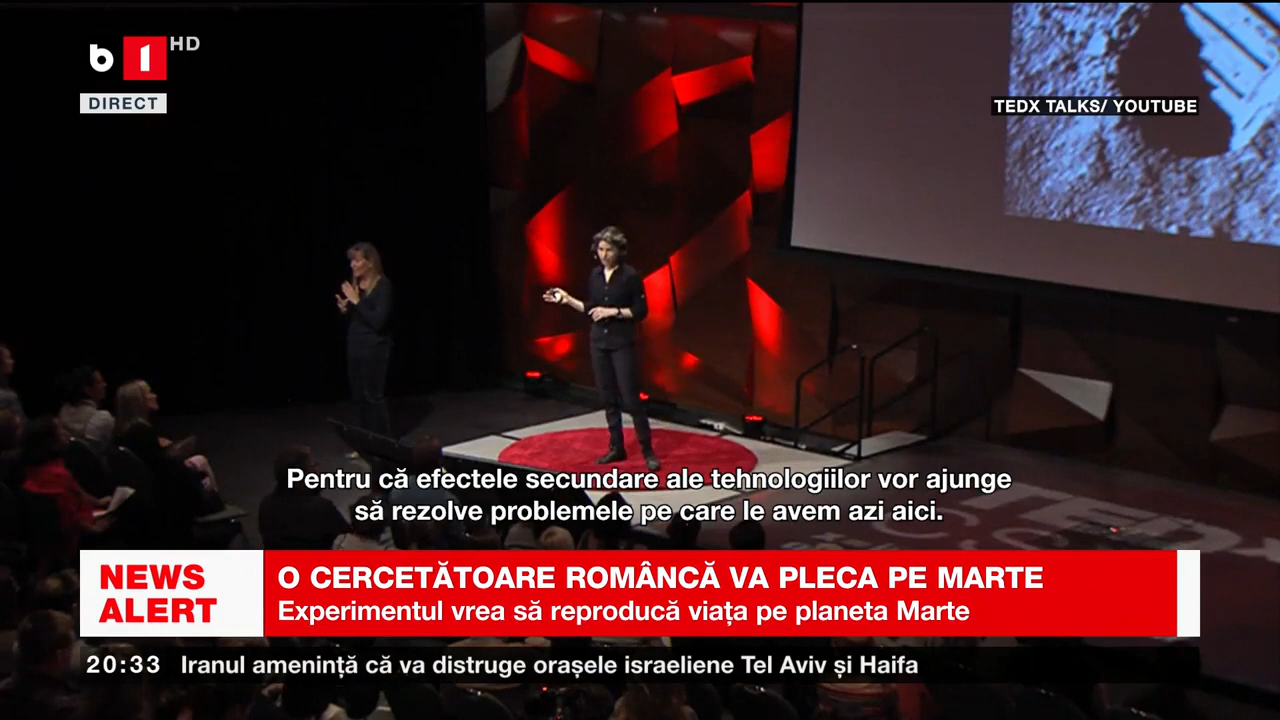 b 1 HD
DIRECT
TEDX TALKS/ YOUTUBE
Pentru că efectele secundare ale tehnologiilor vor ajunge
să rezolve problemele pe care le avem azi aici.
NEWS
ALERT
O CERCETĂTOARE ROMÂNCĂ VA PLECA PE MARTE
Experimentul vrea să reproducă viața pe planeta Marte
20:33 Iranul amenință că va distruge orașele israeliene Tel Aviv și Haifa